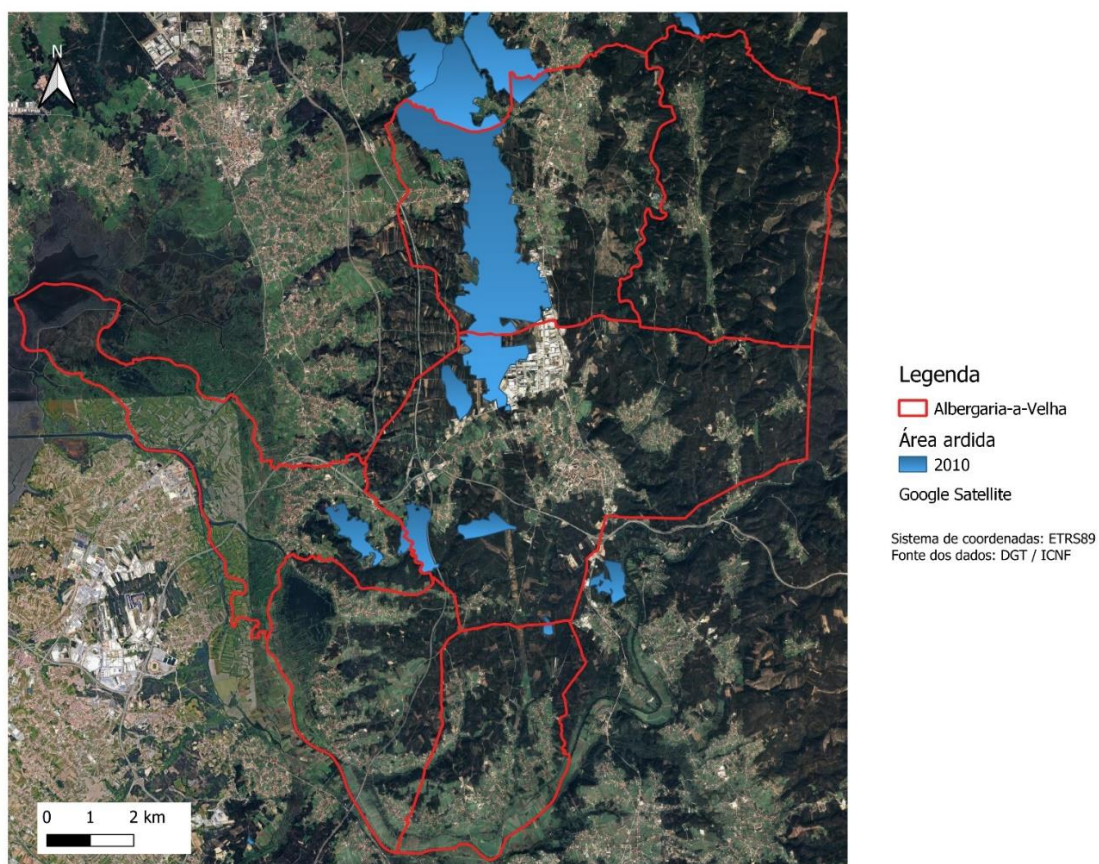 N
0 1 2 km
Legenda
Albergaria-a-Velha
Área ardida
2010
Google Satellite
Sistema de coordenadas: ETRS89
Fonte dos dados: DGT / ICNF